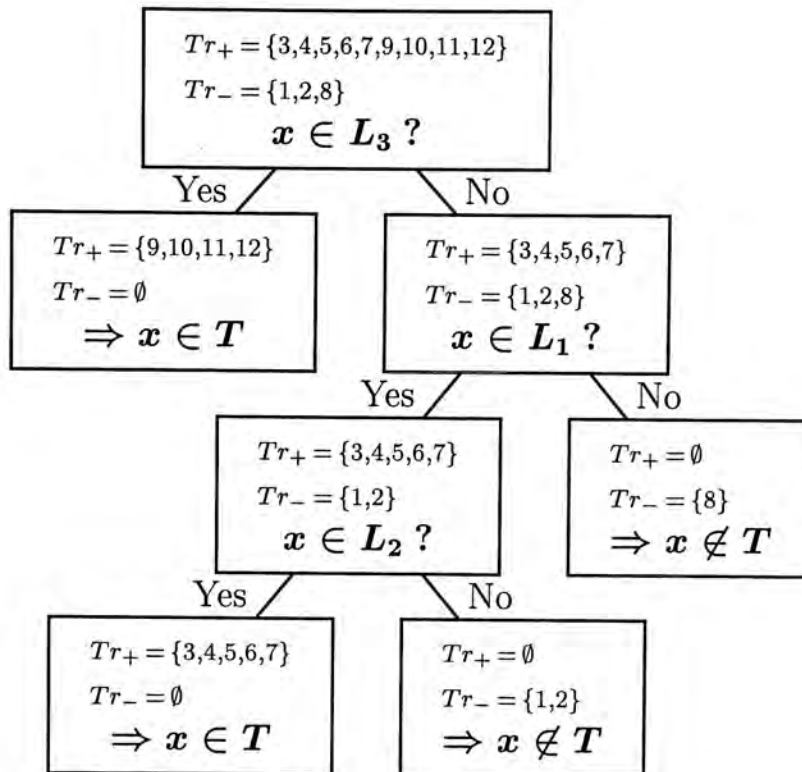 Tr₊ = {3,4,5,6,7,9,10,11,12}
Tr₋ = {1,2,8}
x ∈ L₃ ?
Yes
No
Tr₊ = {9,10,11,12}
Tr₋ = ∅
⇒ x ∈ T
Tr₊ = {3,4,5,6,7}
Tr₋ = {1,2,8}
x ∈ L₁ ?
Yes
No
Tr₊ = {3,4,5,6,7}
Tr₋ = {1,2}
x ∈ L₂ ?
Tr₊ = ∅
Tr₋ = {8}
⇒ x ∉ T
Yes
No
Tr₊ = {3,4,5,6,7}
Tr₋ = ∅
⇒ x ∈ T
Tr₊ = ∅
Tr₋ = {1,2}
⇒ x ∉ T